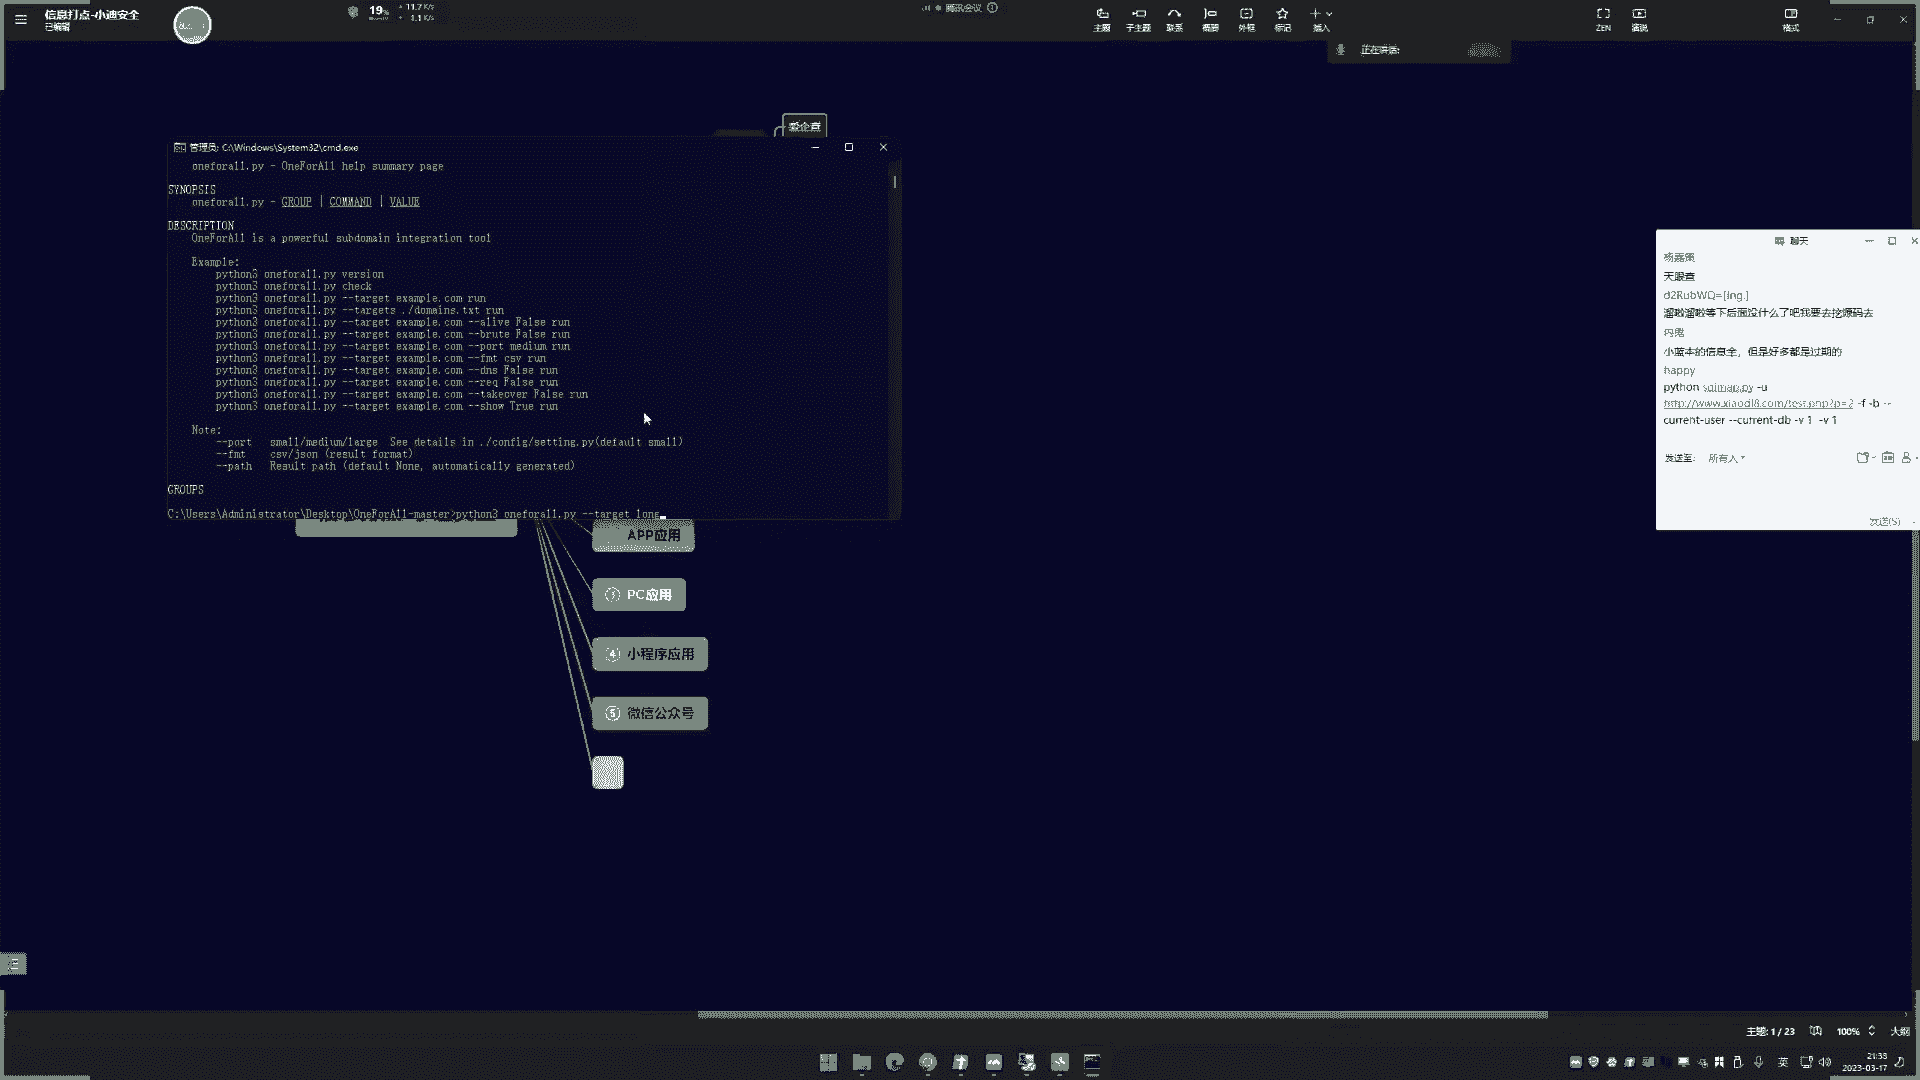 信息打点-小迪安全
已编辑
19%
11.7 K/s
1.1 K/s
腾讯会议
主题
子主题
联系
概要
外框
标记
插入
ZEN
演说
格式
正在讲话:
爱企查
管理员: C:\Windows\System32\cmd.exe
oneforall.py - OneForAll help summary page
SYNOPSIS
oneforall.py - GROUP | COMMAND | VALUE
DESCRIPTION
OneForAll is a powerful subdomain integration tool
Example:
python3 oneforall.py version
python3 oneforall.py check
python3 oneforall.py --target example.com run
python3 oneforall.py --targets ./domains.txt run
python3 oneforall.py --target example.com --alive False run
python3 oneforall.py --target example.com --brute False run
python3 oneforall.py --target example.com --port medium run
python3 oneforall.py --target example.com --fmt csv run
python3 oneforall.py --target example.com --dns False run
python3 oneforall.py --target example.com --req False run
python3 oneforall.py --target example.com --takeover False run
python3 oneforall.py --target example.com --show True run
Note:
--port small/medium/large See details in ./config/setting.py(default small)
--fmt csv/json (result format)
--path Result path (default None, automatically generated)
GROUPS
C:\Users\Administrator\Desktop\OneForAll-master>python3 oneforall.py --target long
APP应用
③ PC应用
④ 小程序应用
⑤ 微信公众号
聊天
天眼查
d2RubWQ=[ing.]
溜啦溜啦等下后面没什么了吧我要去挖源码去
小蓝本的信息全，但是好多都是过期的
happy
python sqlmap.py -u
-f -b --
current-user --current-db -v 1 -v 1
发送至:
所有人
发送(S)
主题: 1 / 23
100%
大纲
英
21:38
2023-03-17